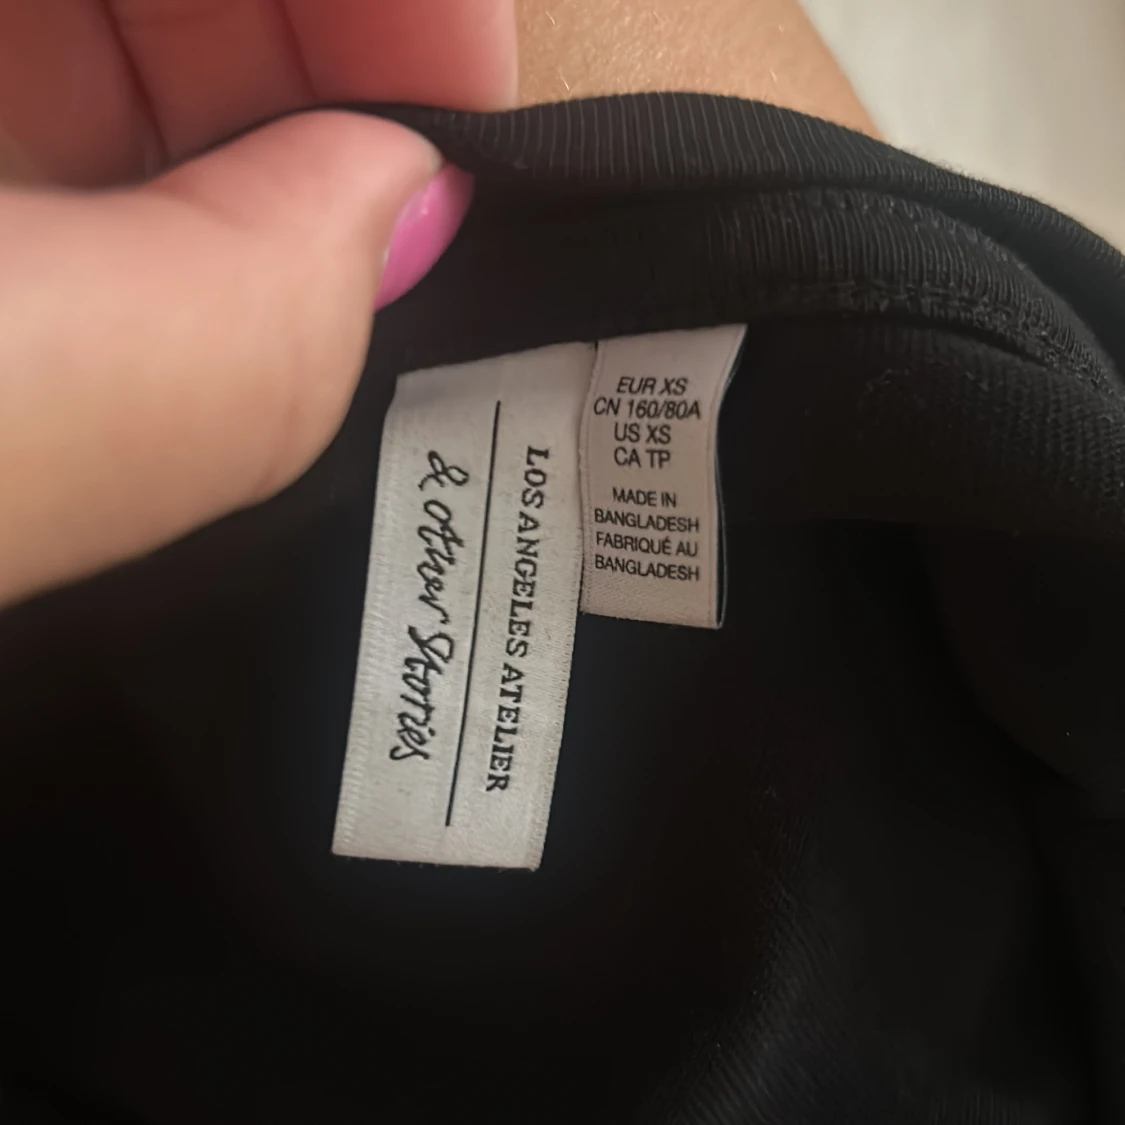 & other Stories
LOS ANGELES ATELIER
EUR XS
CN 160/80A
US XS
CA TP
MADE IN
BANGLADESH
FABRIQUÉ AU
BANGLADESH